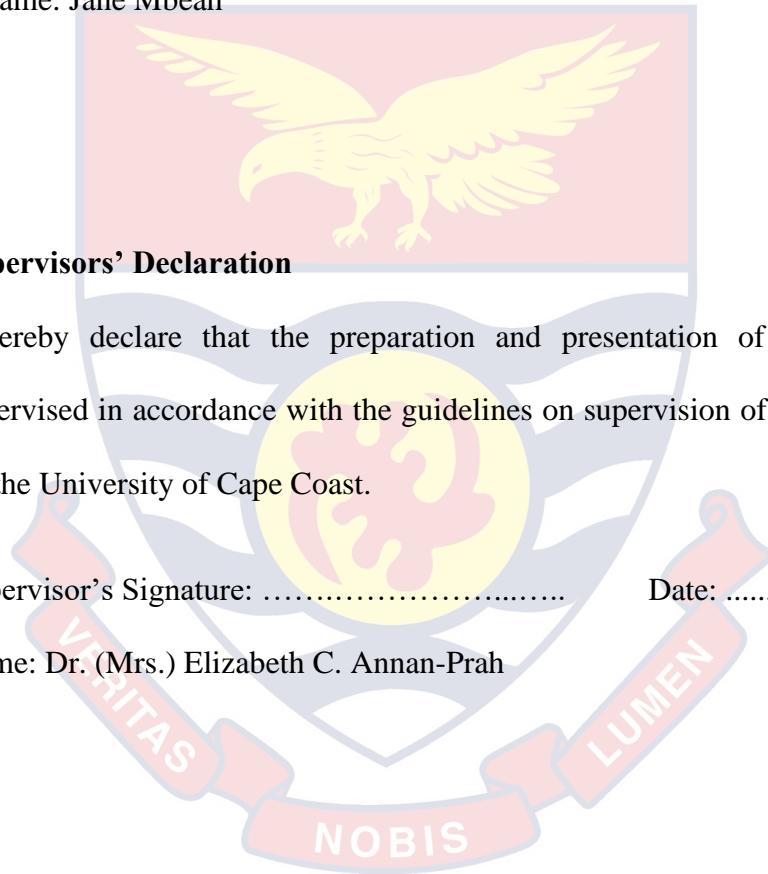 ame: Jane Mbeah
pervisors’ Declaration
ereby declare that the preparation and presentation of
ervised in accordance with the guidelines on supervision of
the University of Cape Coast.
pervisor’s Signature: …….………………...….. Date: ......
me: Dr. (Mrs.) Elizabeth C. Annan-Prah
VERITAS
NOBIS
LUMEN